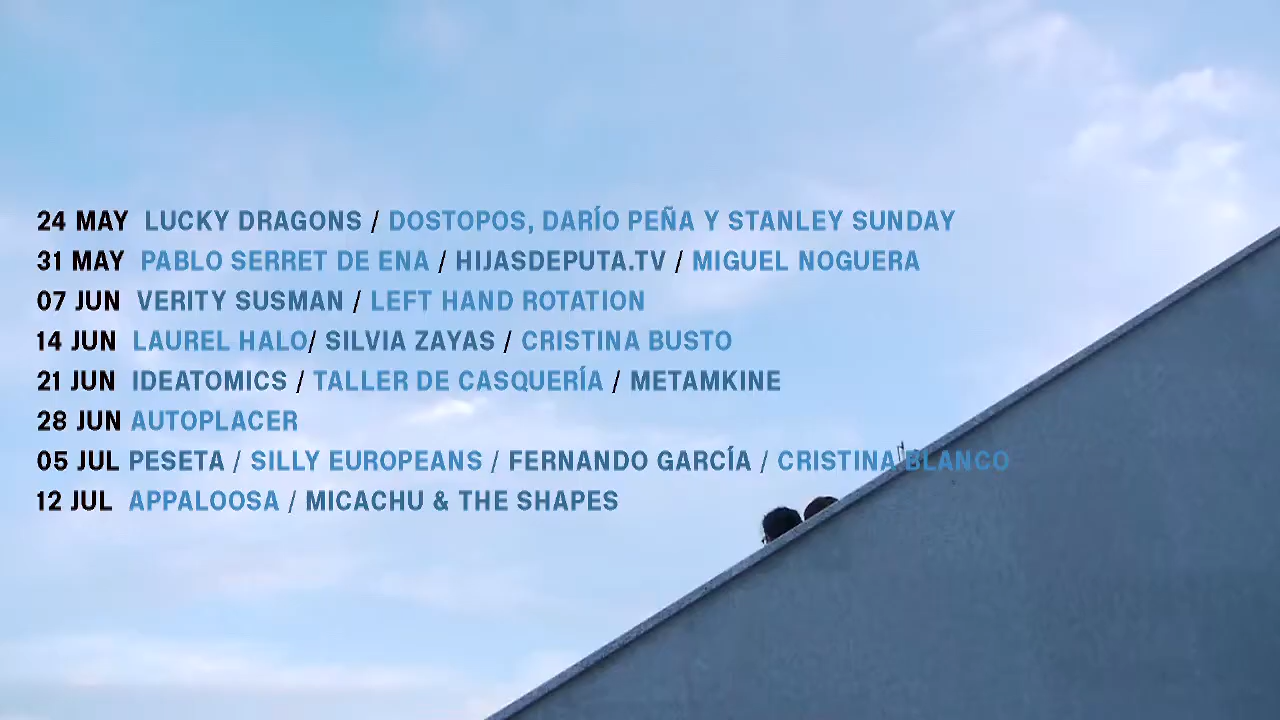 24 MAY LUCKY DRAGONS / DOSTOPOS, DARÍO PEÑA Y STANLEY SUNDAY
31 MAY PABLO SERRET DE ENA / HIJASDEPUTA.TV / MIGUEL NOGUERA
07 JUN VERITY SUSMAN / LEFT HAND ROTATION
14 JUN LAUREL HALO/ SILVIA ZAYAS / CRISTINA BUSTO
21 JUN IDEATOMICS / TALLER DE CASQUERÍA / METAMKINE
28 JUN AUTOPLACER
05 JUL PESETA / SILLY EUROPEANS / FERNANDO GARCÍA / CRISTINA BLANCO
12 JUL APPALOOSA / MICACHU & THE SHAPES